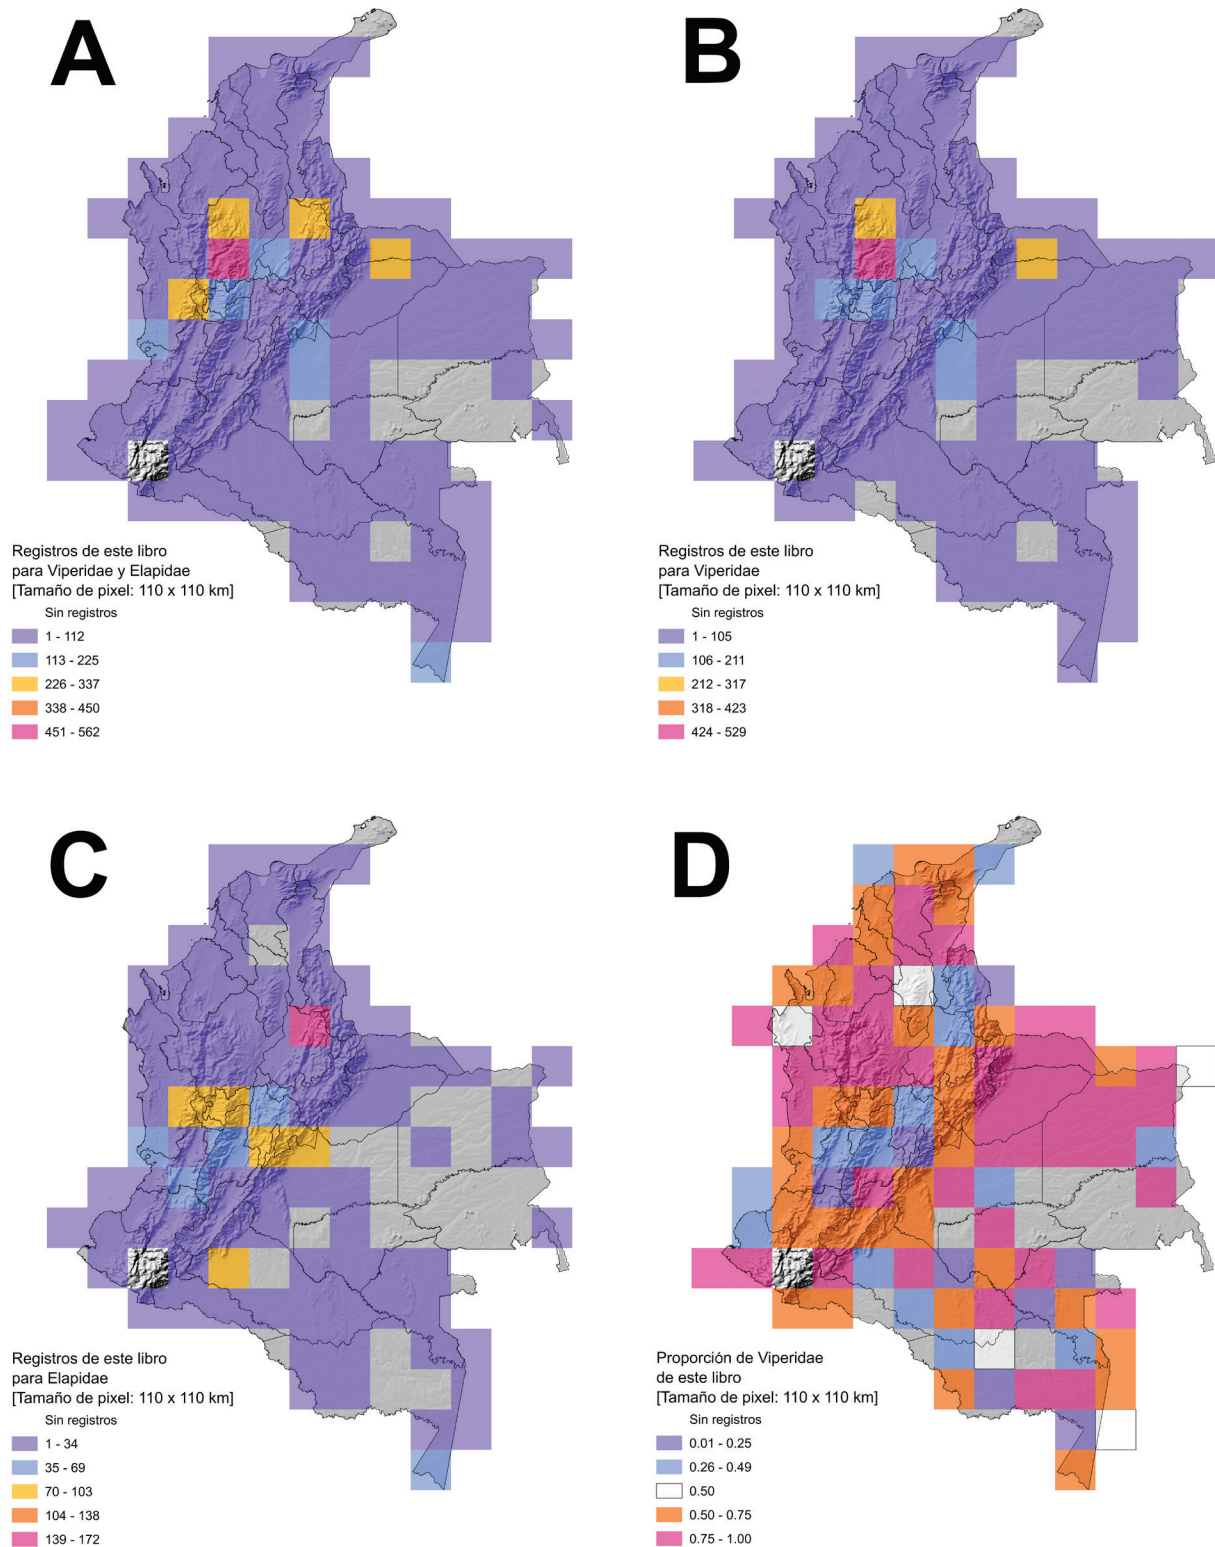 A
Registros de este libro
para Viperidae y Elapidae
[Tamaño de pixel: 110 x 110 km]
Sin registros
1 - 112
113 - 225
226 - 337
338 - 450
451 - 562
B
Registros de este libro
para Viperidae
[Tamaño de pixel: 110 x 110 km]
Sin registros
1 - 105
106 - 211
212 - 317
318 - 423
424 - 529
C
Registros de este libro
para Elapidae
[Tamaño de pixel: 110 x 110 km]
Sin registros
1 - 34
35 - 69
70 - 103
104 - 138
139 - 172
D
Proporción de Viperidae
de este libro
[Tamaño de pixel: 110 x 110 km]
Sin registros
0.01 - 0.25
0.26 - 0.49
0.50
0.50 - 0.75
0.75 - 1.00